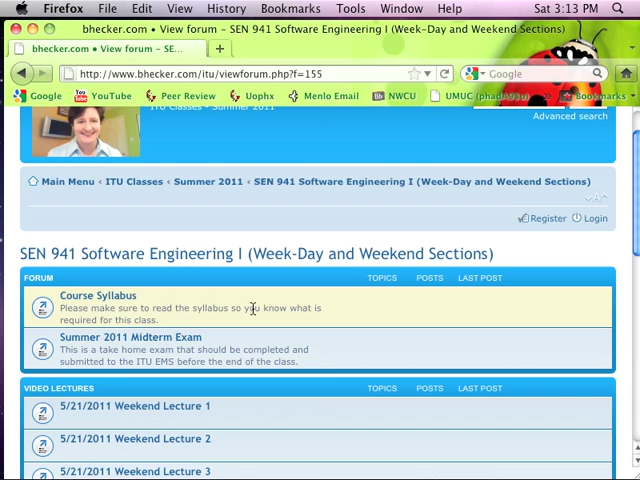 Firefox File Edit View History Bookmarks Tools Window Help Sat 3:13 PM
bhecker.com • View forum – SEN 941 Software Engineering I (Week-Day and Weekend Sections)
bhecker.com • View forum – SE...
http://www.bhecker.com/itu/viewforum.php?f=155 Google
Google YouTube Peer Review Uophx Menlo Email NWCU Bookmarks
ITU Classes - Summer 2011
Advanced search
Main Menu ‹ ITU Classes ‹ Summer 2011 ‹ SEN 941 Software Engineering I (Week-Day and Weekend Sections)
Register Login
SEN 941 Software Engineering I (Week-Day and Weekend Sections)
FORUM TOPICS POSTS LAST POST
Course Syllabus
Please make sure to read the syllabus so you know what is
required for this class.
Summer 2011 Midterm Exam
This is a take home exam that should be completed and
submitted to the ITU EMS before the end of the class.
VIDEO LECTURES TOPICS POSTS LAST POST
5/21/2011 Weekend Lecture 1
5/21/2011 Weekend Lecture 2
5/21/2011 Weekend Lecture 3